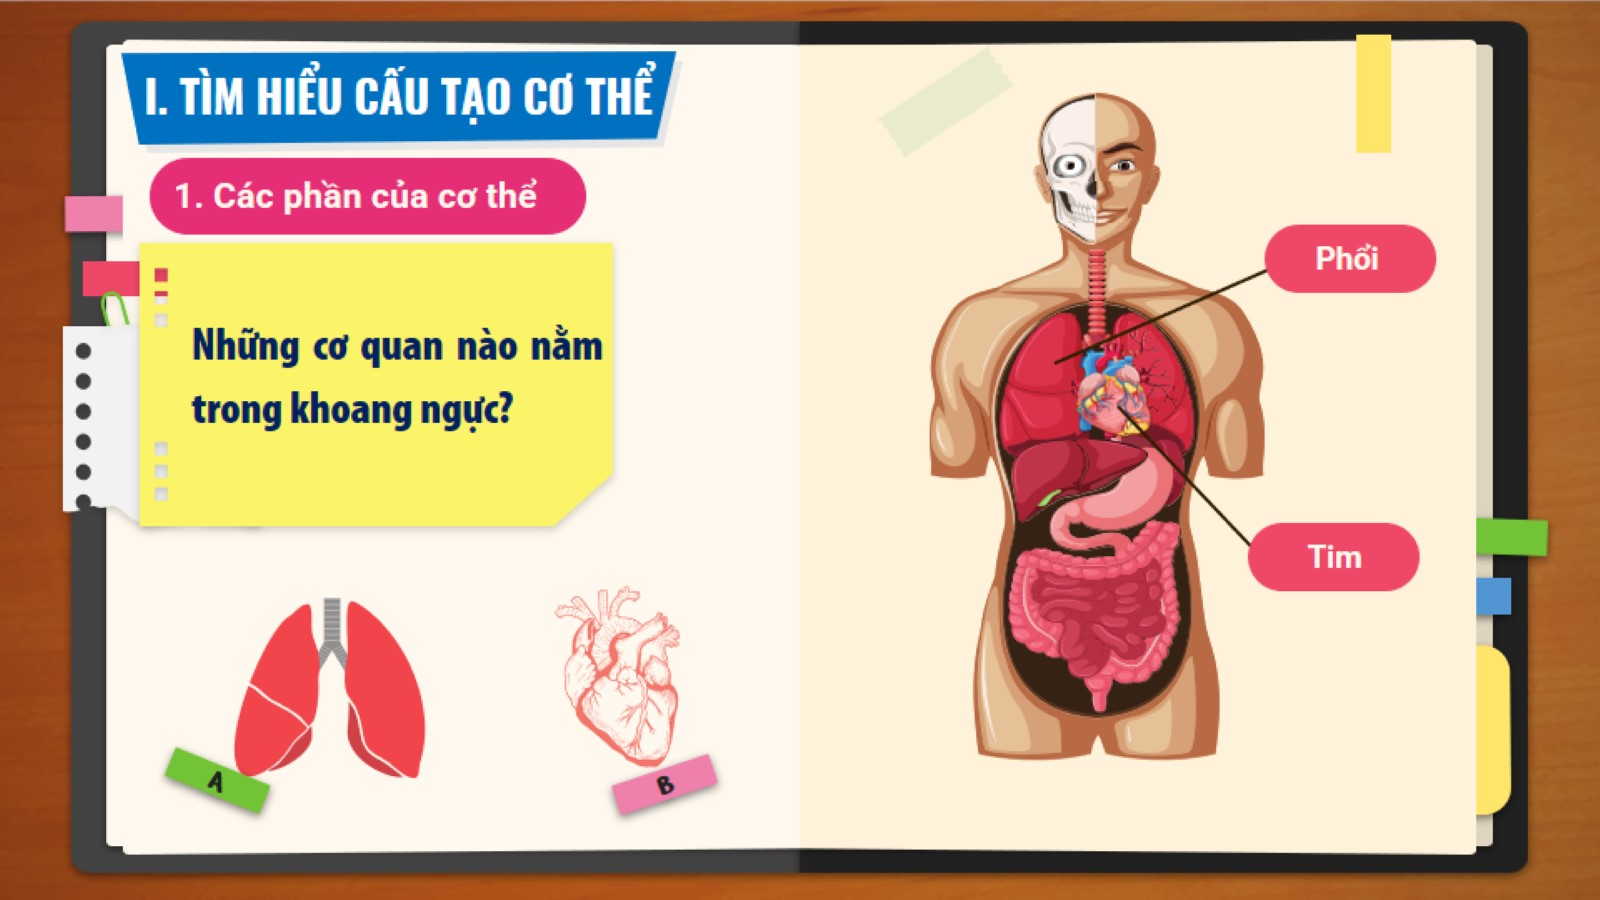 I. TÌM HIỂU CẤU TẠO CƠ THỂ
1. Các phần của cơ thể
Những cơ quan nào nằm
trong khoang ngực?
A
B
Phổi
Tim